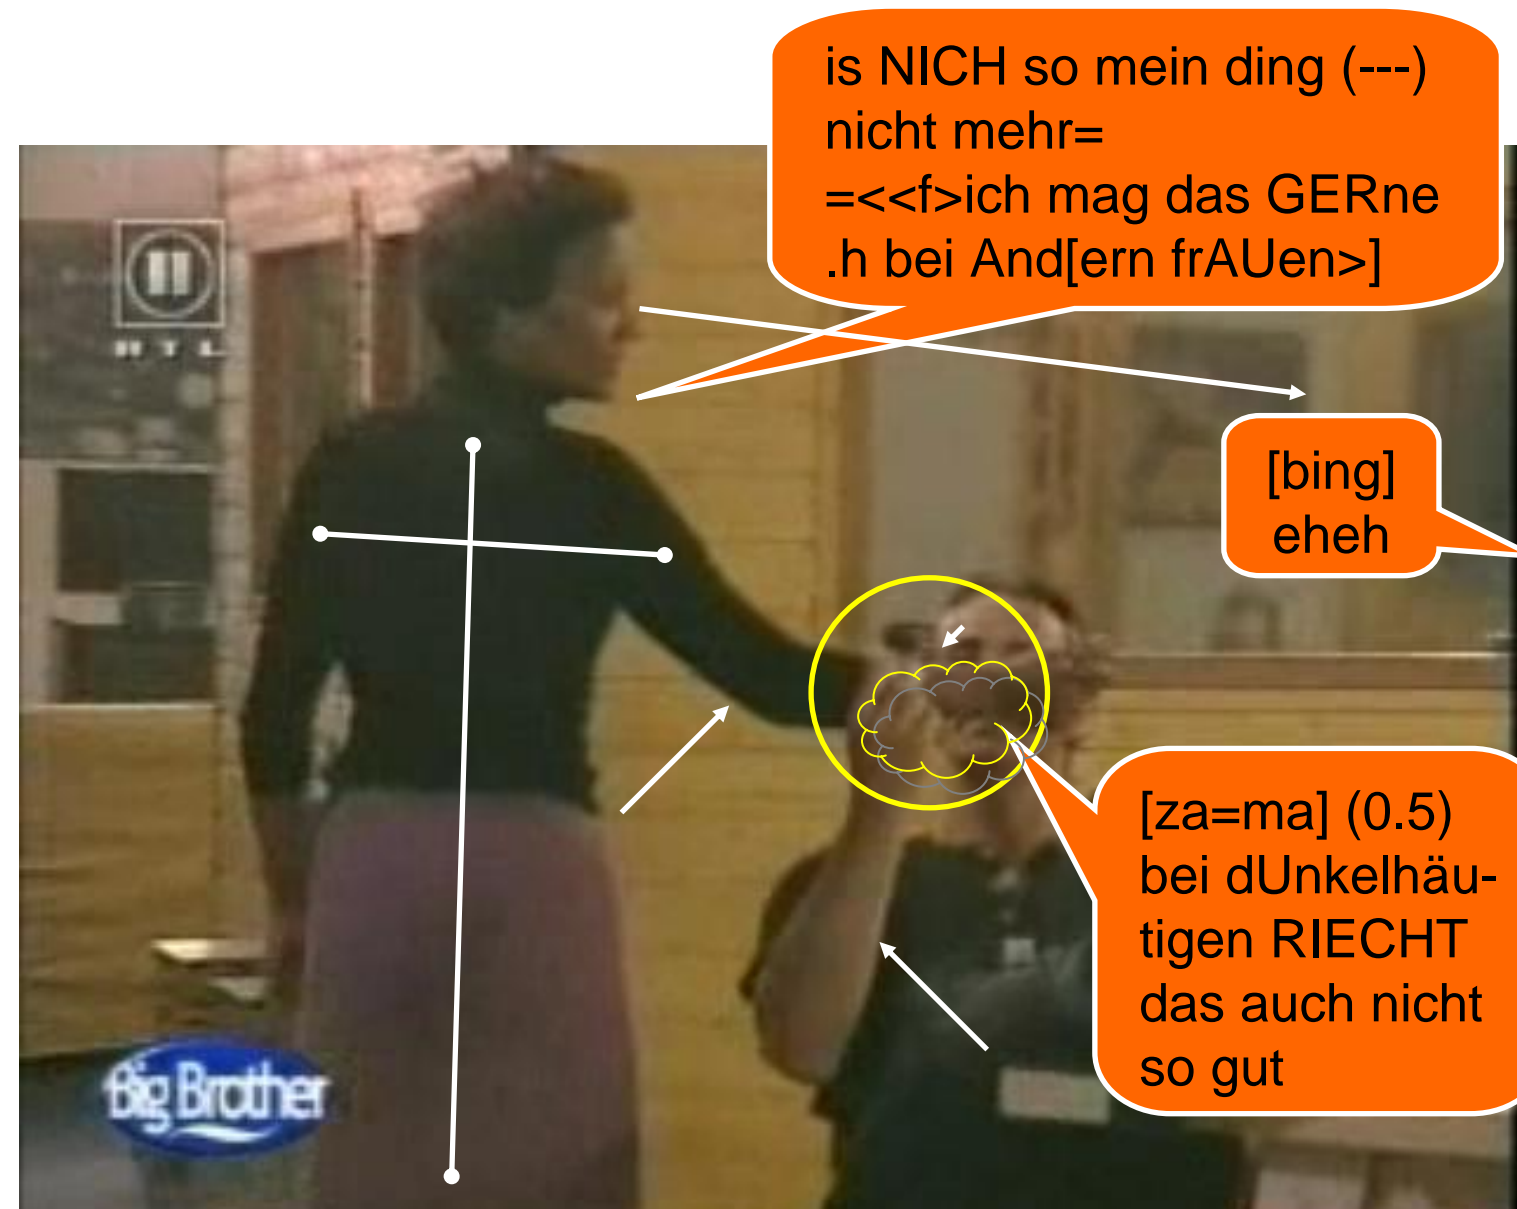 is NICH so mein ding (---)
nicht mehr=
=<<f>ich mag das GERne
.h bei And[ern frAUen>]
[bing]
eheh
[za=ma] (0.5)
bei dUnkelhäu-
tigen RIECHT
das auch nicht
so gut
Big Brother